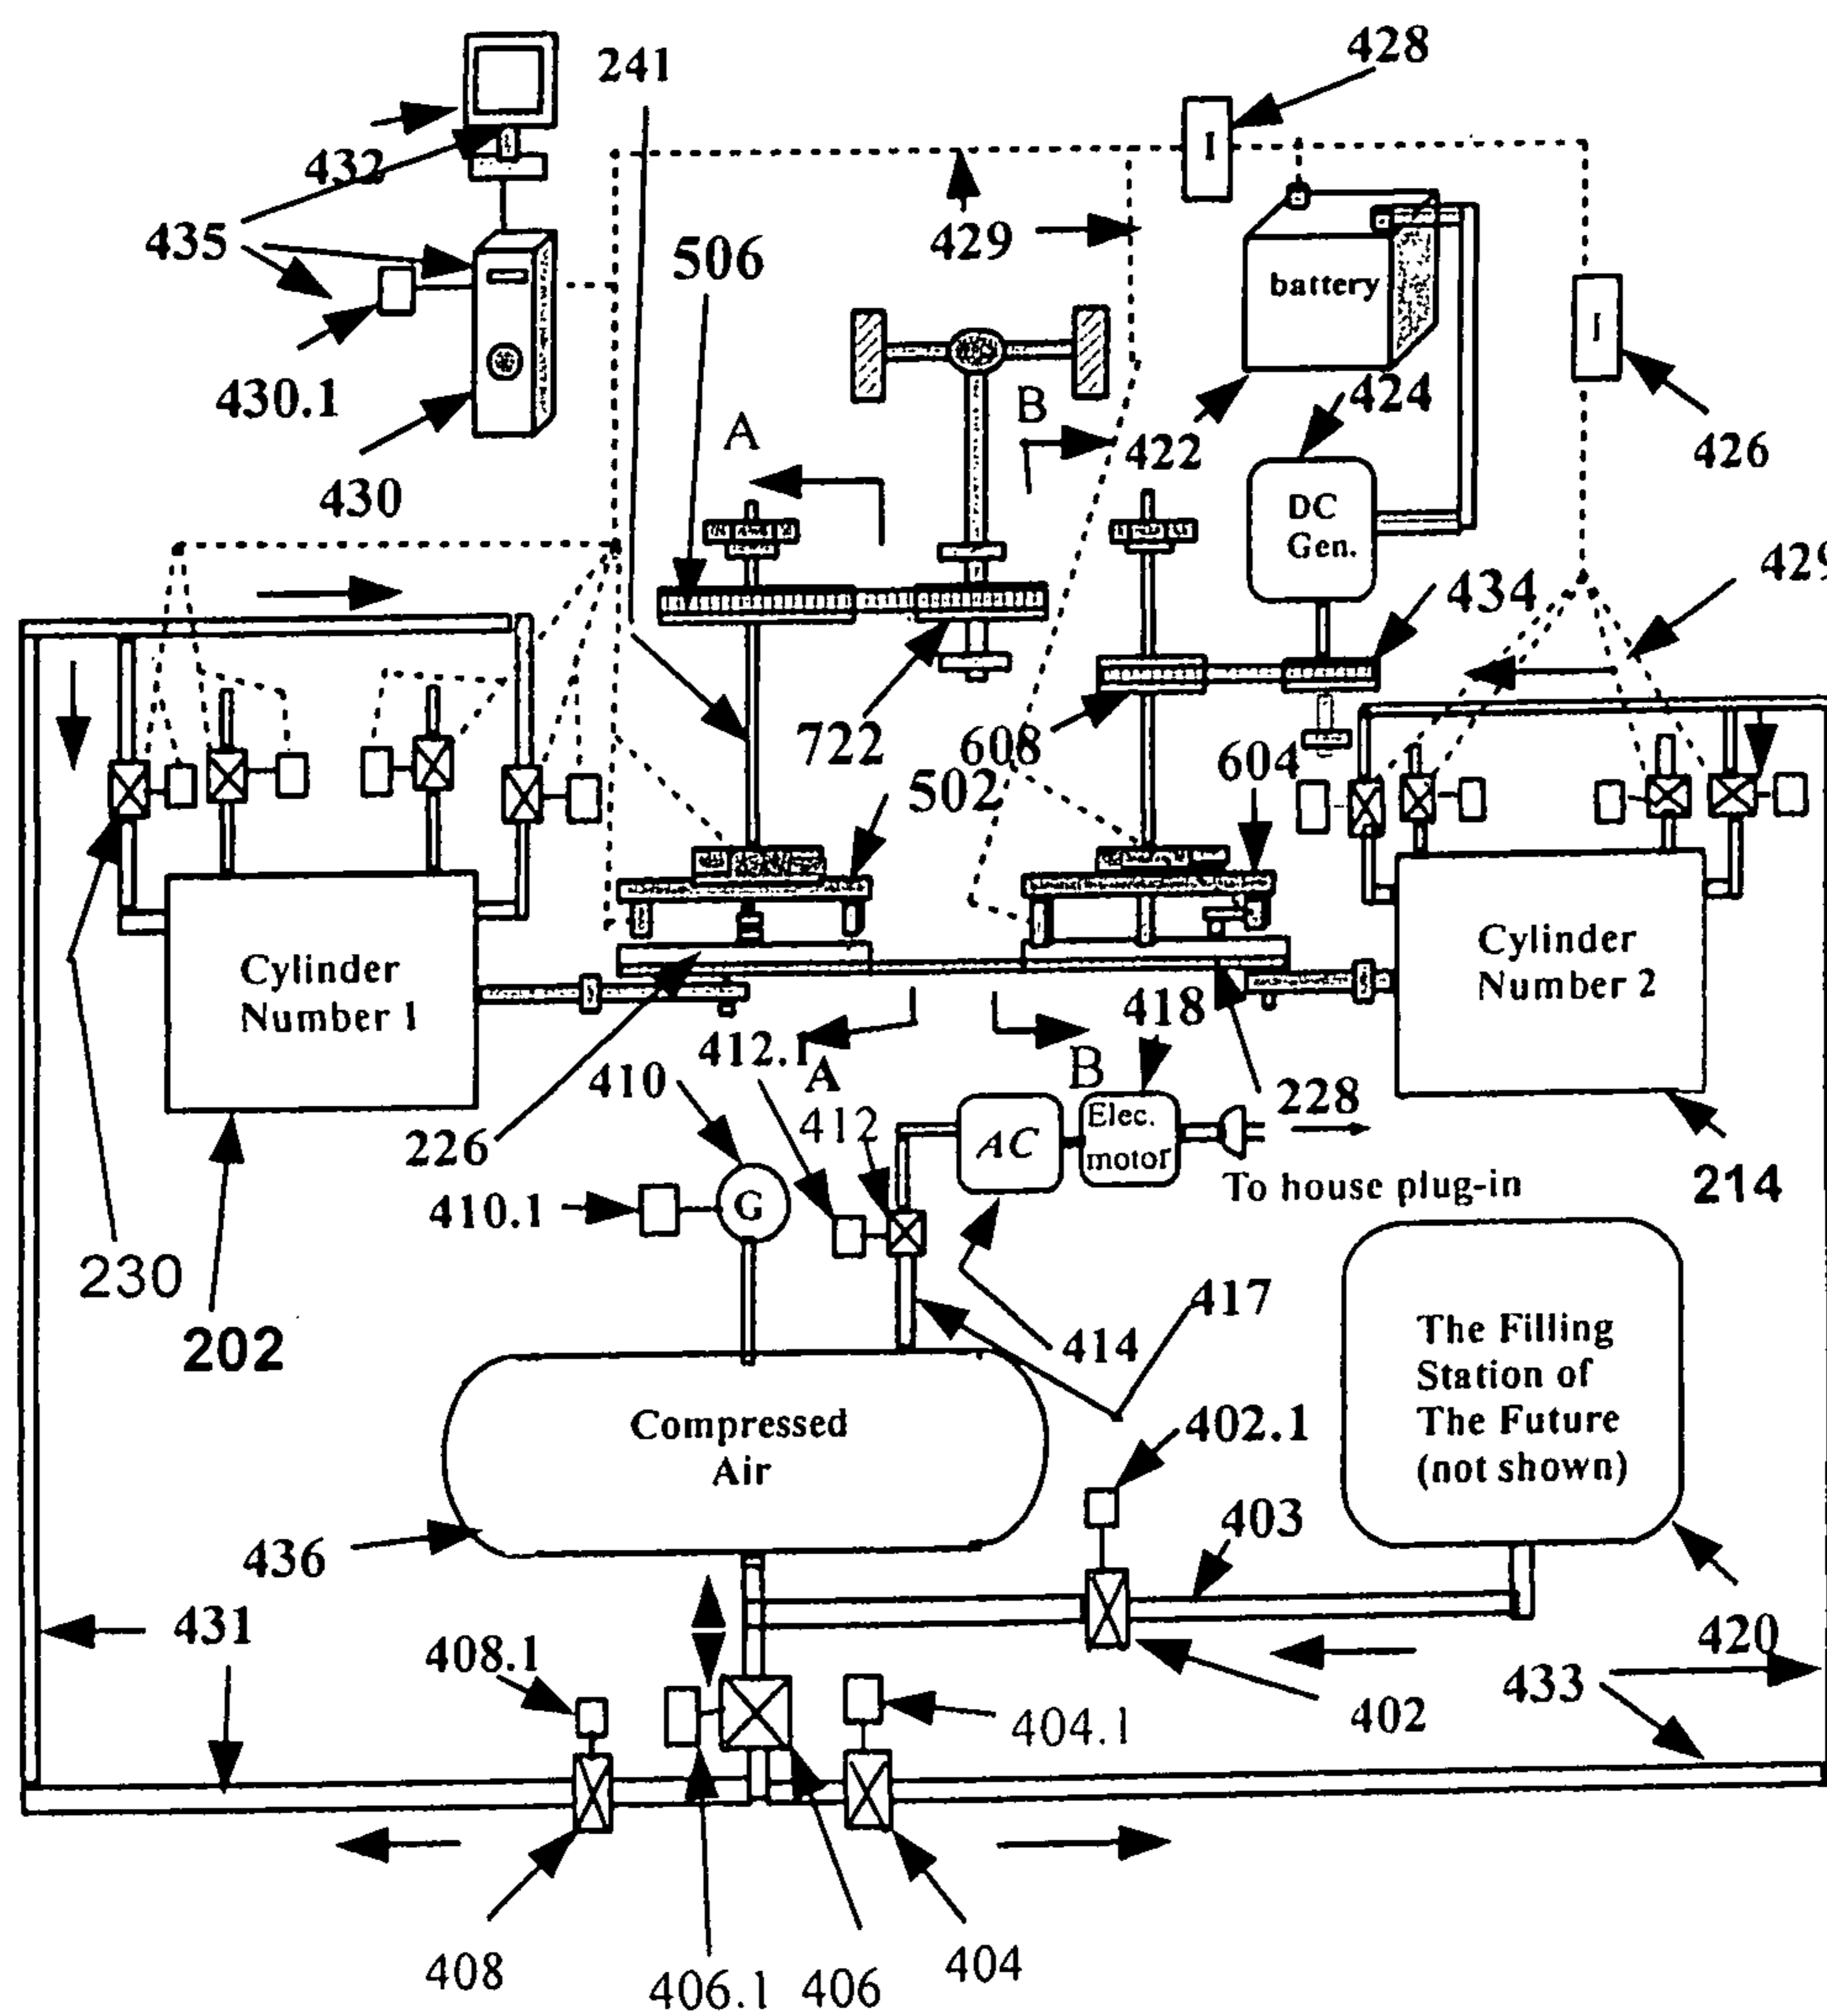 428
241
I
432
435
429
506
battery
I
430.1
424
A
B
422
426
430
DC
Gen.
429
434
722
608
604
502
Cylinder
Number 1
Cylinder
Number 2
418
412.1
A
B
410
412
226
AC
Elec.
motor
228
410.1
G
To house plug-in
214
230
202
417
414
The Filling
Station of
The Future
(not shown)
Compressed
Air
402.1
403
436
431
408.1
420
433
402
404.1
408
406.1
406
404